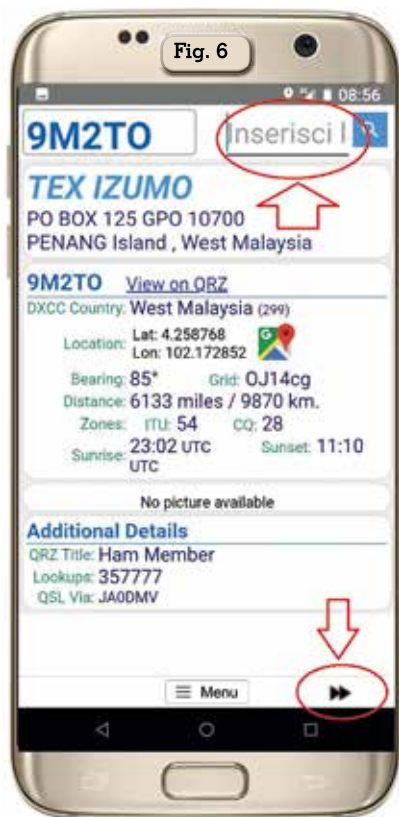 Fig. 6
08:56
9M2TO Inserisci l
TEX IZUMO
PO BOX 125 GPO 10700
PENANG Island , West Malaysia
9M2TO View on QRZ
DXCC Country: West Malaysia (299)
Location: Lat: 4.258768
Lon: 102.172852
Bearing: 85° Grid: OJ14cg
Distance: 6133 miles / 9870 km.
Zones: ITU: 54 CQ: 28
Sunrise: 23:02 UTC Sunset: 11:10
UTC
No picture available
Additional Details
QRZ Title: Ham Member
Lookups: 357777
QSL Via: JA0DMV
Menu